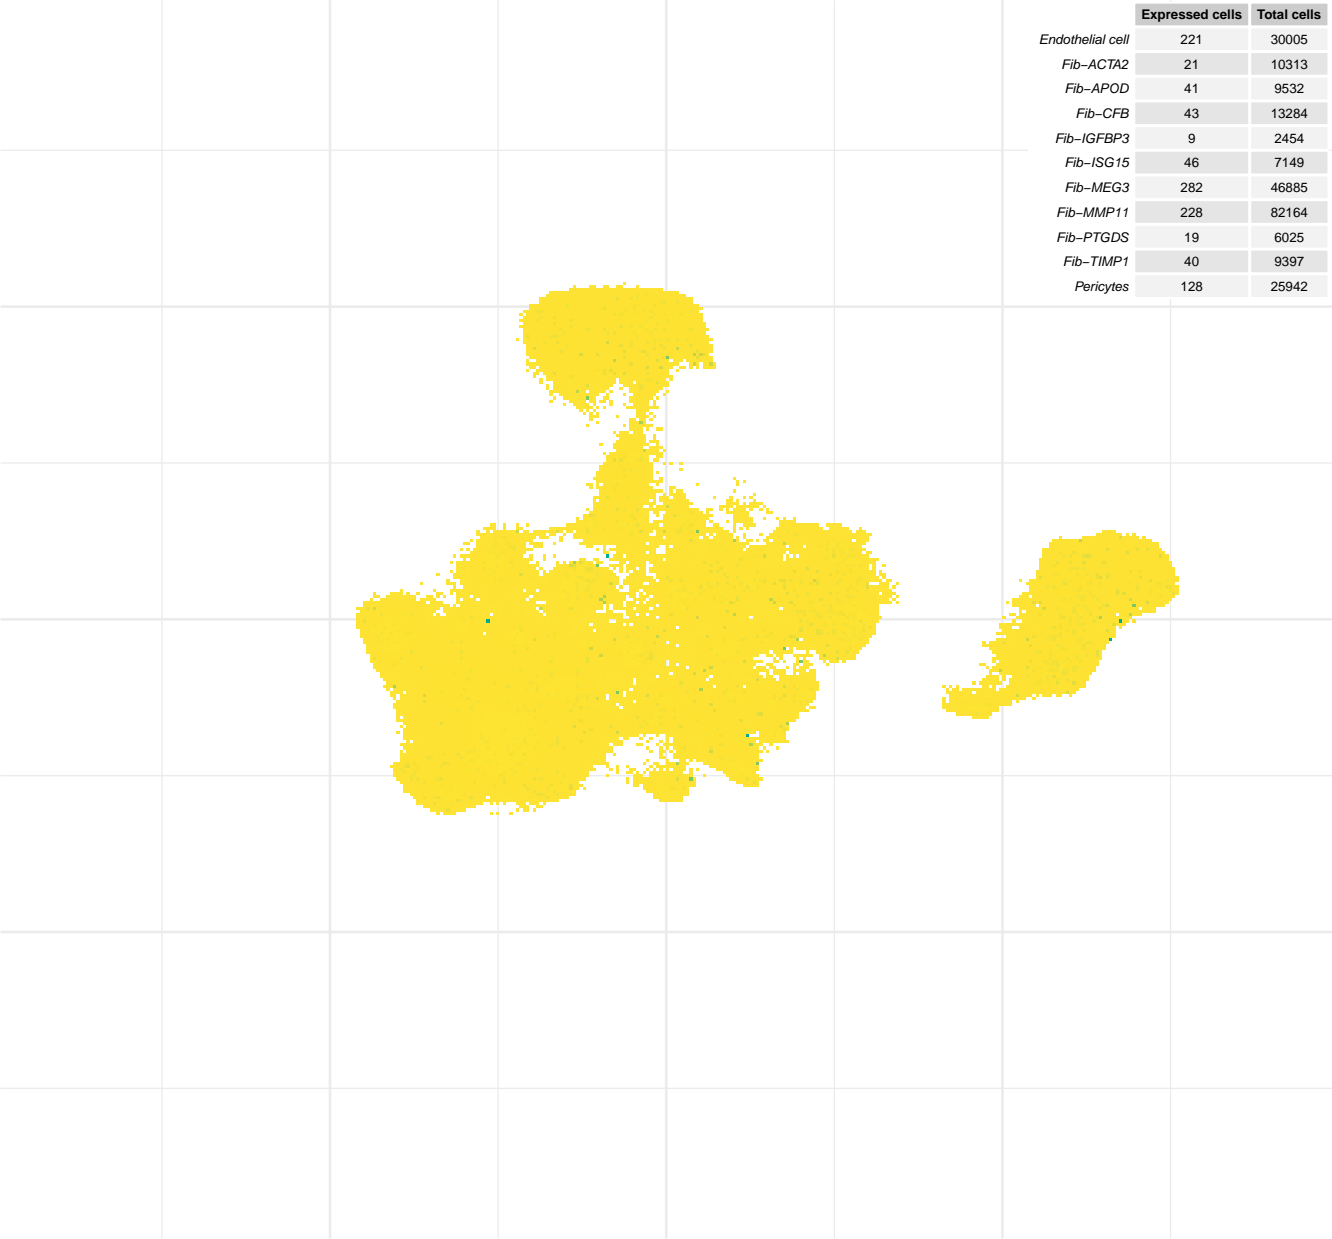 Expressed cells Total cells
Endothelial cell 221 30005
Fib−ACTA2 21 10313
Fib−APOD 41 9532
Fib−CFB 43 13284
Fib−IGFBP3 9 2454
Fib−ISG15 46 7149
Fib−MEG3 282 46885
Fib−MMP11 228 82164
Fib−PTGDS 19 6025
Fib−TIMP1 40 9397
Pericytes 128 25942